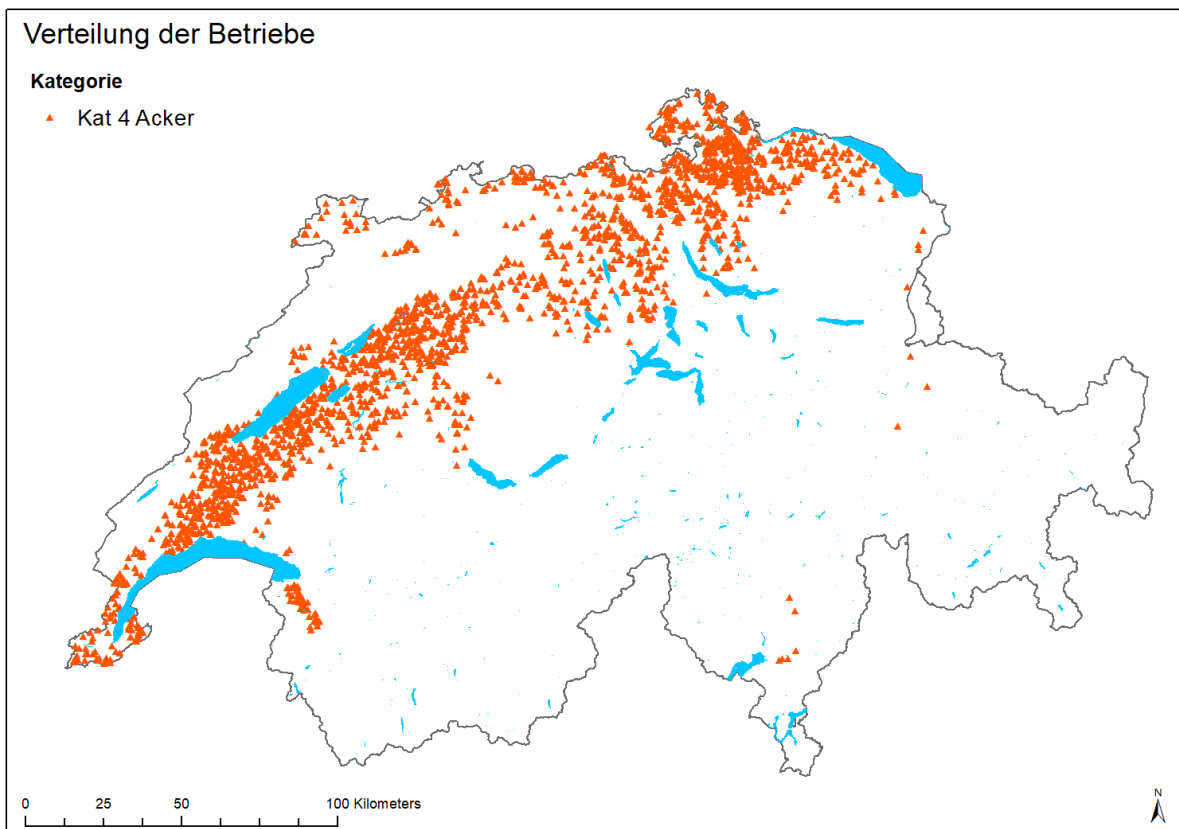 Verteilung der Betriebe
Kategorie
Kat 4 Acker
0 25 50 100 Kilometers
N